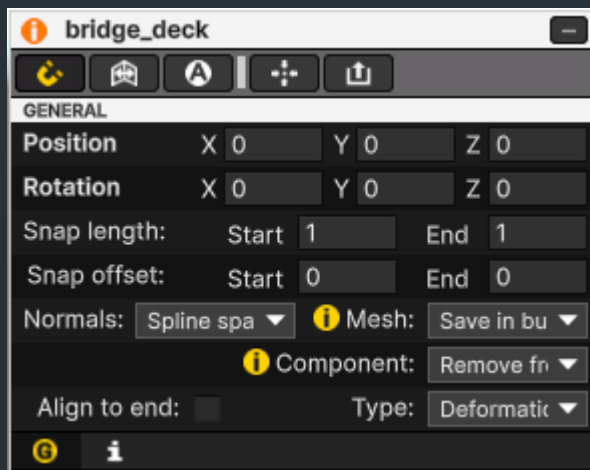 bridge_deck
A
GENERAL
Position X 0 Y 0 Z 0
Rotation X 0 Y 0 Z 0
Snap length: Start 1 End 1
Snap offset: Start 0 End 0
Normals: Spline spa Mesh: Save in bu
Component: Remove fr
Align to end: Type: Deformatic
G i